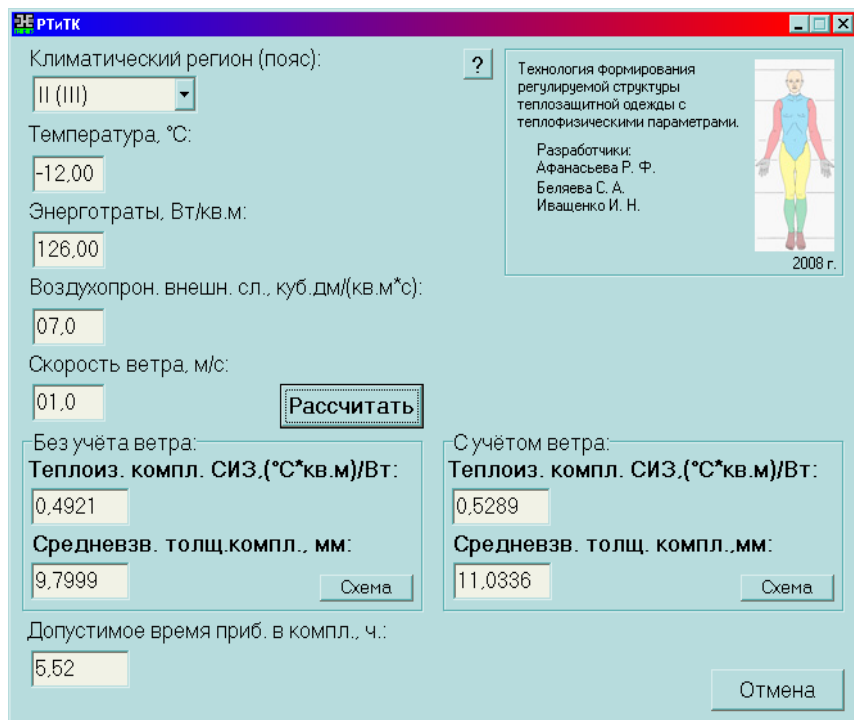 РТиТК
Климатический регион (пояс):
II (III)
Температура, °С:
-12,00
Энерготраты, Вт/кв.м:
126,00
Воздухопрон. внешн. сл., куб.дм/(кв.м*с):
07,0
Скорость ветра, м/с:
01,0
Рассчитать
?
Технология формирования
регулируемой структуры
теплозащитной одежды с
теплофизическими параметрами.
Разработчики:
Афанасьева Р. Ф.
Беляева С. А.
Иващенко И. Н.
2008 г.
Без учёта ветра:
Теплоиз. компл. СИЗ,(°С*кв.м)/Вт:
0,4921
Средневзв. толщ.компл., мм:
9,7999
Схема
С учётом ветра:
Теплоиз. компл. СИЗ,(°С*кв.м)/Вт:
0,5289
Средневзв. толщ. компл.,мм:
11,0336
Схема
Допустимое время приб. в компл., ч.:
5,52
Отмена